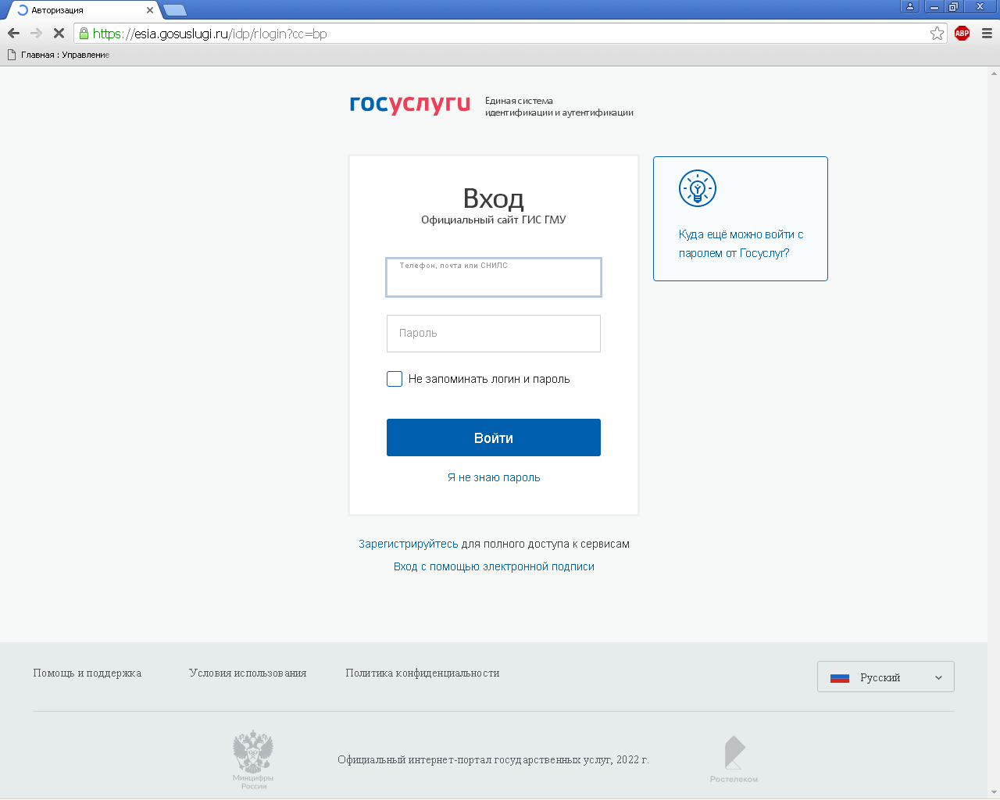 Авторизация
https://esia.gosuslugi.ru/idp/rlogin?cc=bp
ABP
Главная : Управление
госуслуги
Единая система
идентификации и аутентификации
Вход
Официальный сайт ГИС ГМУ
Телефон, почта или СНИЛС
Пароль
Не запоминать логин и пароль
Войти
Я не знаю пароль
Куда ещё можно войти с
паролем от Госуслуг?
Зарегистрируйтесь для полного доступа к сервисам
Вход с помощью электронной подписи
Помощь и поддержка
Условия использования
Политика конфиденциальности
Русский
Минцифры
России
Официальный интернет-портал государственных услуг, 2022 г.
Ростелеком